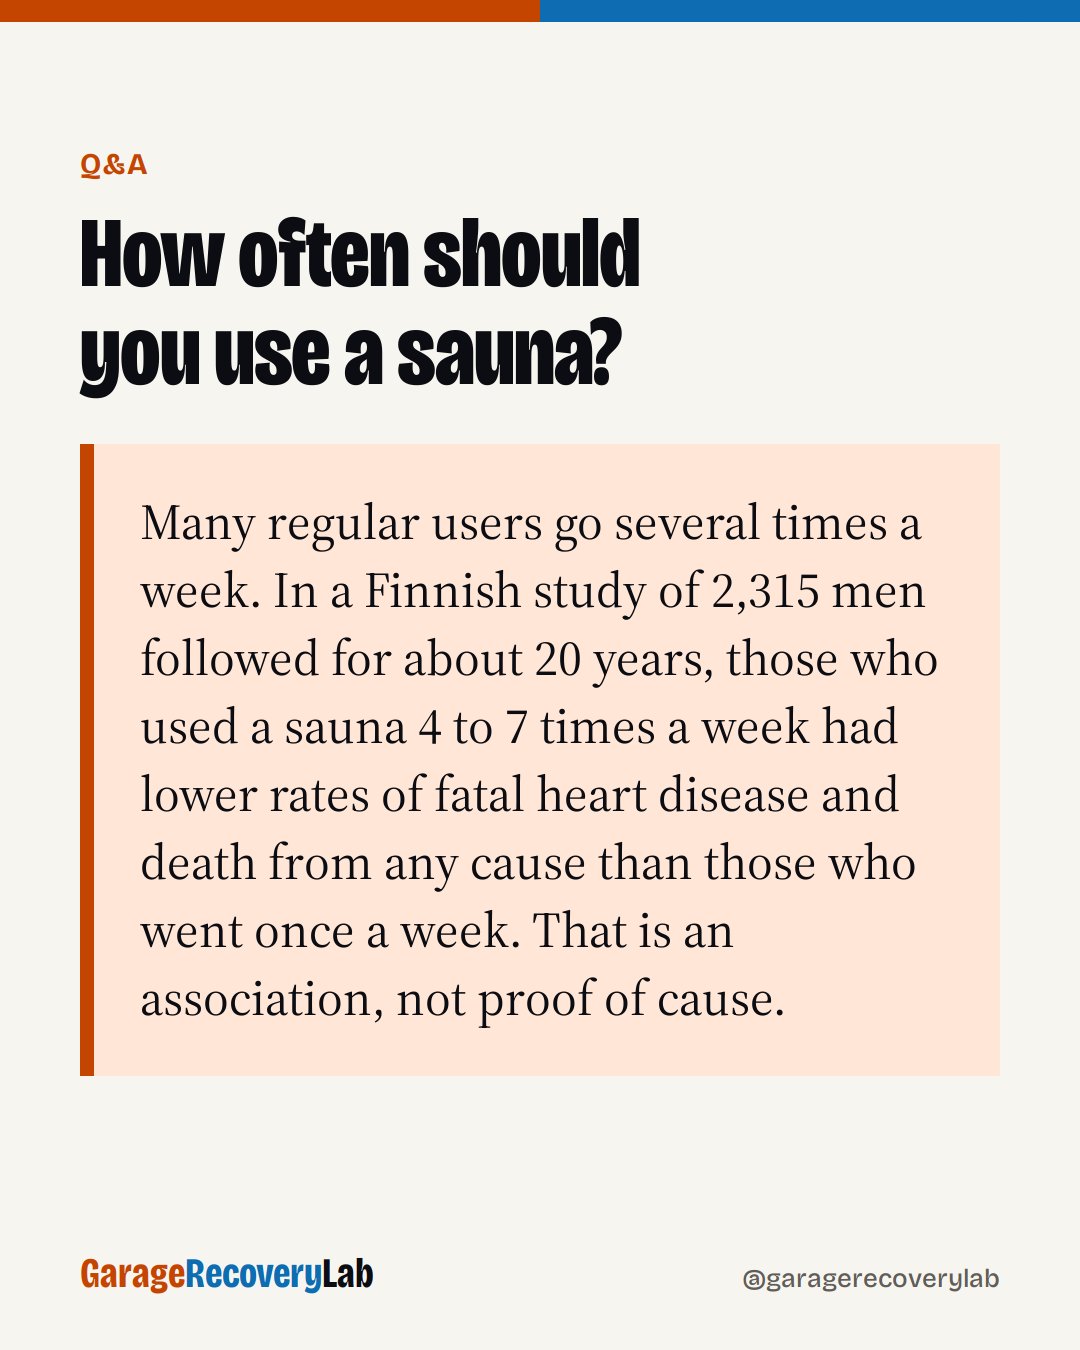 Q&A
How often should
you use a sauna?
Many regular users go several times a
week. In a Finnish study of 2,315 men
followed for about 20 years, those who
used a sauna 4 to 7 times a week had
lower rates of fatal heart disease and
death from any cause than those who
went once a week. That is an
association, not proof of cause.
GarageRecoveryLab
@garagerecoverylab